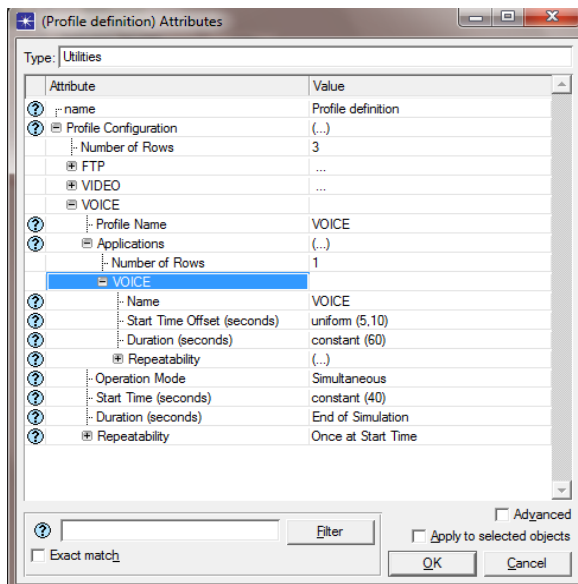 (Profile definition) Attributes
Type: Utilities
Attribute Value
name Profile definition
Profile Configuration (...)
Number of Rows 3
FTP ...
VIDEO ...
VOICE
Profile Name VOICE
Applications (...)
Number of Rows 1
VOICE
Name VOICE
Start Time Offset (seconds) uniform (5,10)
Duration (seconds) constant (60)
Repeatability (...)
Operation Mode Simultaneous
Start Time (seconds) constant (40)
Duration (seconds) End of Simulation
Repeatability Once at Start Time
Advanced
Filter
Apply to selected objects
Exact match
OK Cancel